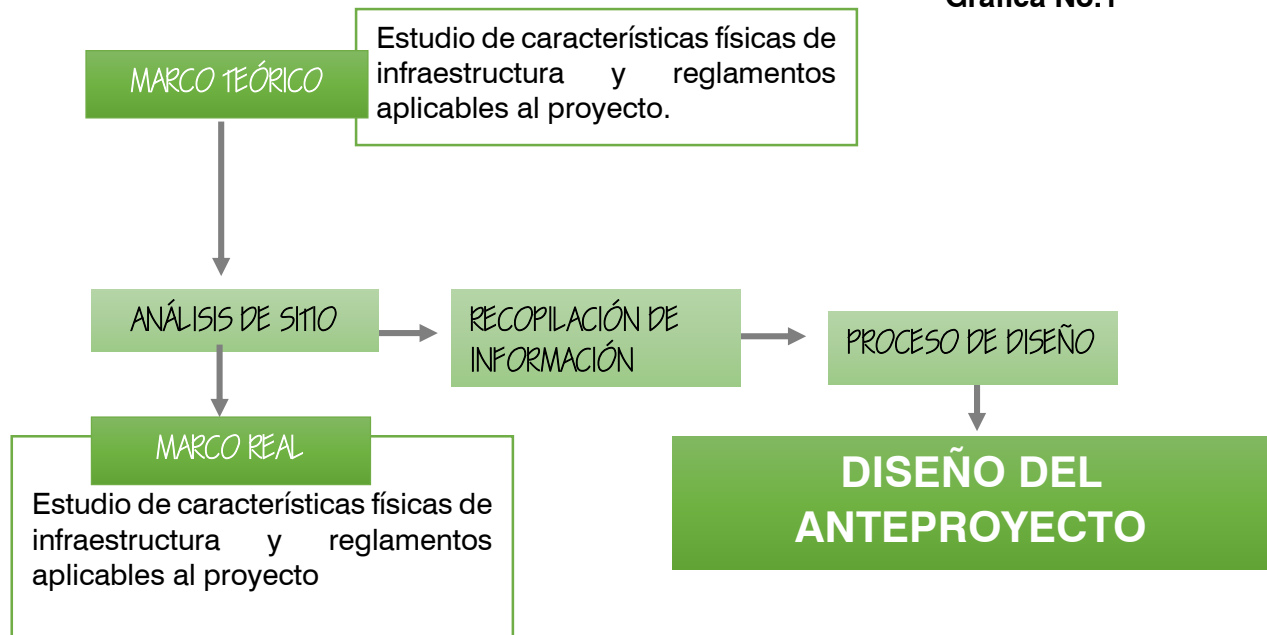 Gráfica No.1
MARCO TEÓRICO
Estudio de características físicas de
infraestructura y reglamentos
aplicables al proyecto.
ANÁLISIS DE SITIO
RECOPILACIÓN DE
INFORMACIÓN
PROCESO DE DISEÑO
MARCO REAL
Estudio de características físicas de
infraestructura y reglamentos
aplicables al proyecto
DISEÑO DEL
ANTEPROYECTO